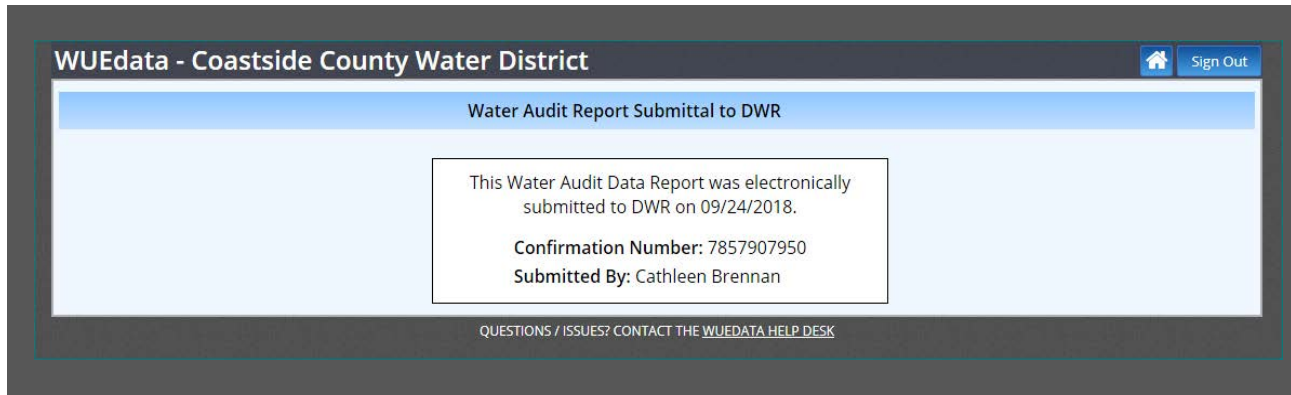 WUEdata - Coastside County Water District
Sign Out
Water Audit Report Submittal to DWR
This Water Audit Data Report was electronically
submitted to DWR on 09/24/2018.
Confirmation Number: 7857907950
Submitted By: Cathleen Brennan
QUESTIONS / ISSUES? CONTACT THE WUEDATA HELP DESK